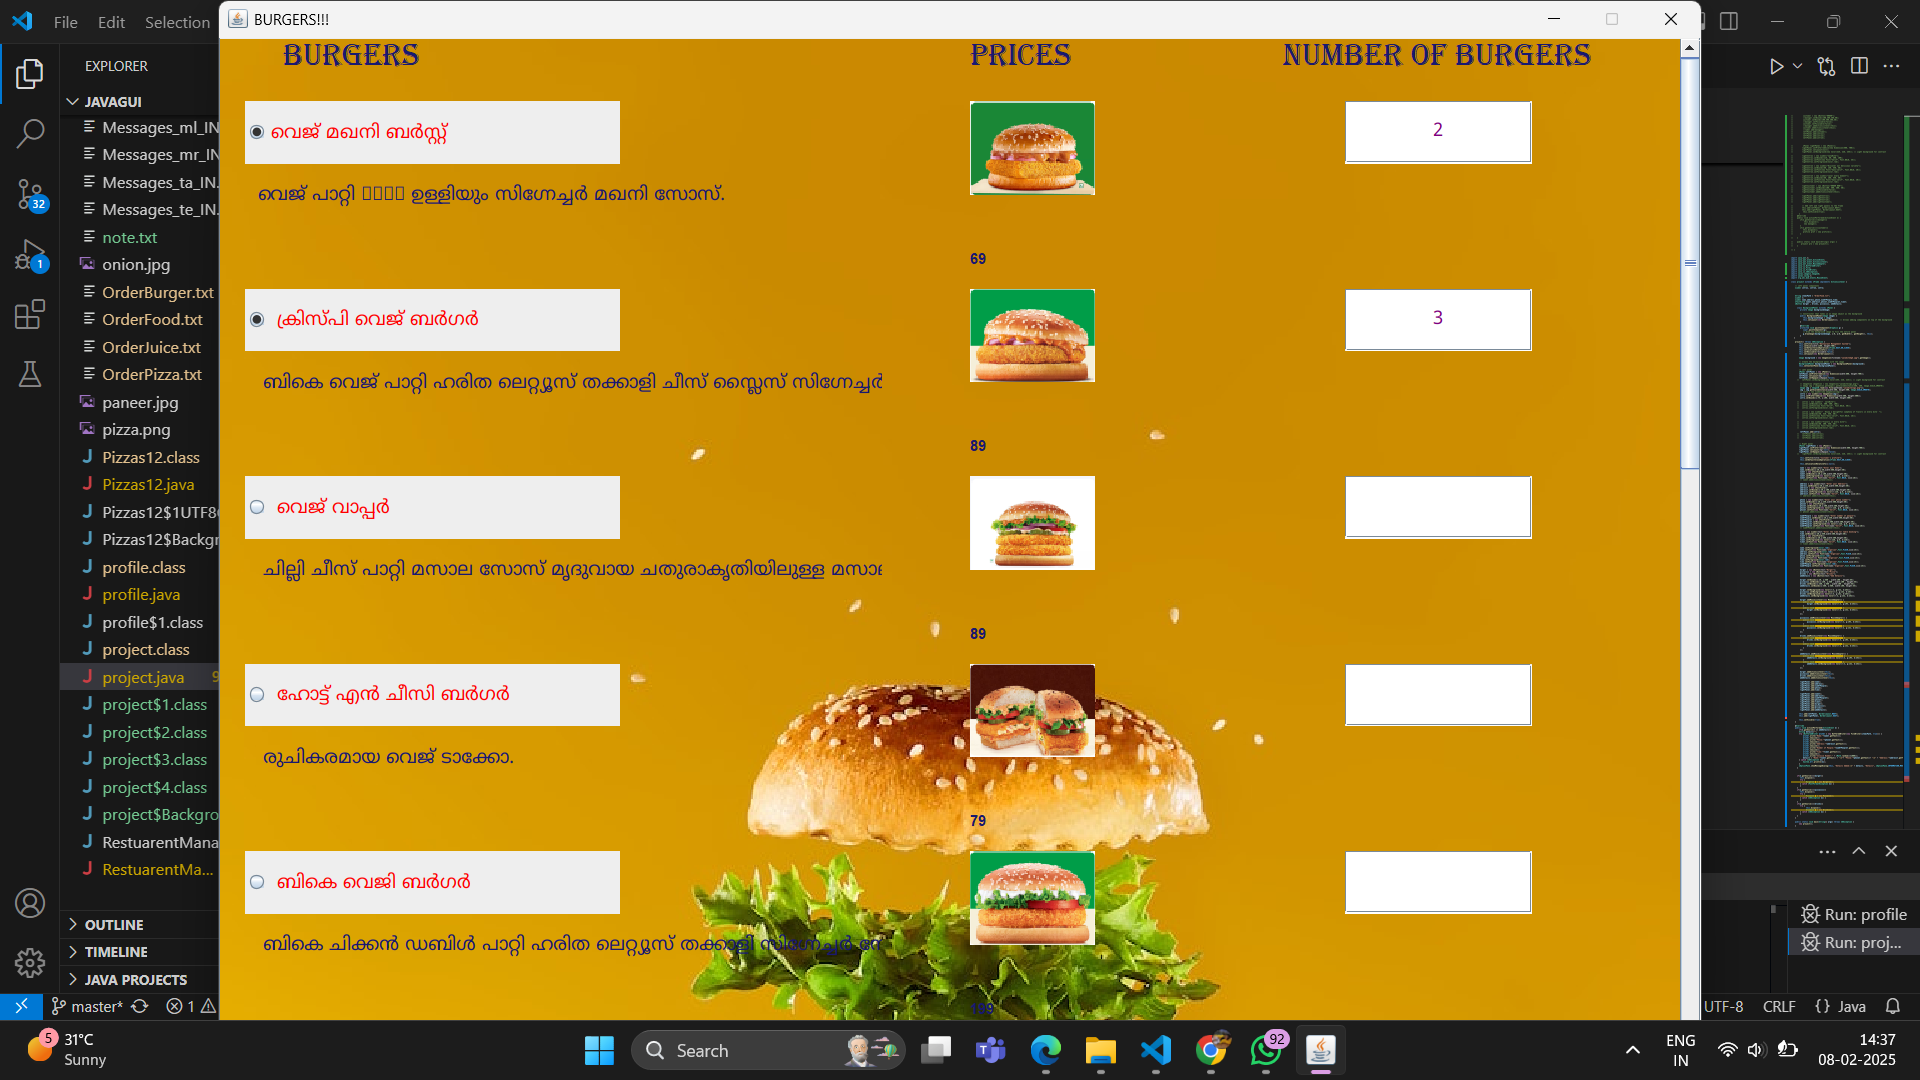 File Edit Selection
BURGERS!!!
EXPLORER
JAVAGUI
Messages_ml_IN
Messages_mr_IN
Messages_ta_IN.
Messages_te_IN.
note.txt
onion.jpg
OrderBurger.txt
OrderFood.txt
OrderJuice.txt
OrderPizza.txt
paneer.jpg
pizza.png
Pizzas12.class
Pizzas12.java
Pizzas12$1UTF8
Pizzas12$Backgr
profile.class
profile.java
profile$1.class
project.class
project.java 9
project$1.class
project$2.class
project$3.class
project$4.class
project$Backgro
RestuarentMana
RestuarentMa...
OUTLINE
TIMELINE
JAVA PROJECTS
32
1
BURGERS PRICES NUMBER OF BURGERS
വെജ് മഖനി ബർസ്റ്റ് 2
വെജ് പാറ്റി ▯▯▯▯ ഉള്ളിയും സിഗ്നേച്ചർ മഖനി സോസ്.
69
ക്രിസ്പി വെജ് ബർഗർ 3
ബികെ വെജ് പാറ്റി ഹരിത ലെറ്റ്യൂസ് തക്കാളി ചീസ് സ്ലൈസ് സിഗ്നേച്ചർ
89
വെജ് വാപ്പർ
ചില്ലി ചീസ് പാറ്റി മസാല സോസ് മൃദുവായ ചതുരാകൃതിയിലുള്ള മസാല
89
ഹോട്ട് എൻ ചീസി ബർഗർ
രുചികരമായ വെജ് ടാക്കോ.
79
ബികെ വെജി ബർഗർ
ബികെ ചിക്കൻ ഡബിൾ പാറ്റി ഹരിത ലെറ്റ്യൂസ് തക്കാളി സിഗ്നേച്ചർ സോ
199
Run: profile
Run: proj...
master* 1 UTF-8 CRLF {} Java
5 31°C
Sunny
Search
92
ENG
IN
14:37
08-02-2025